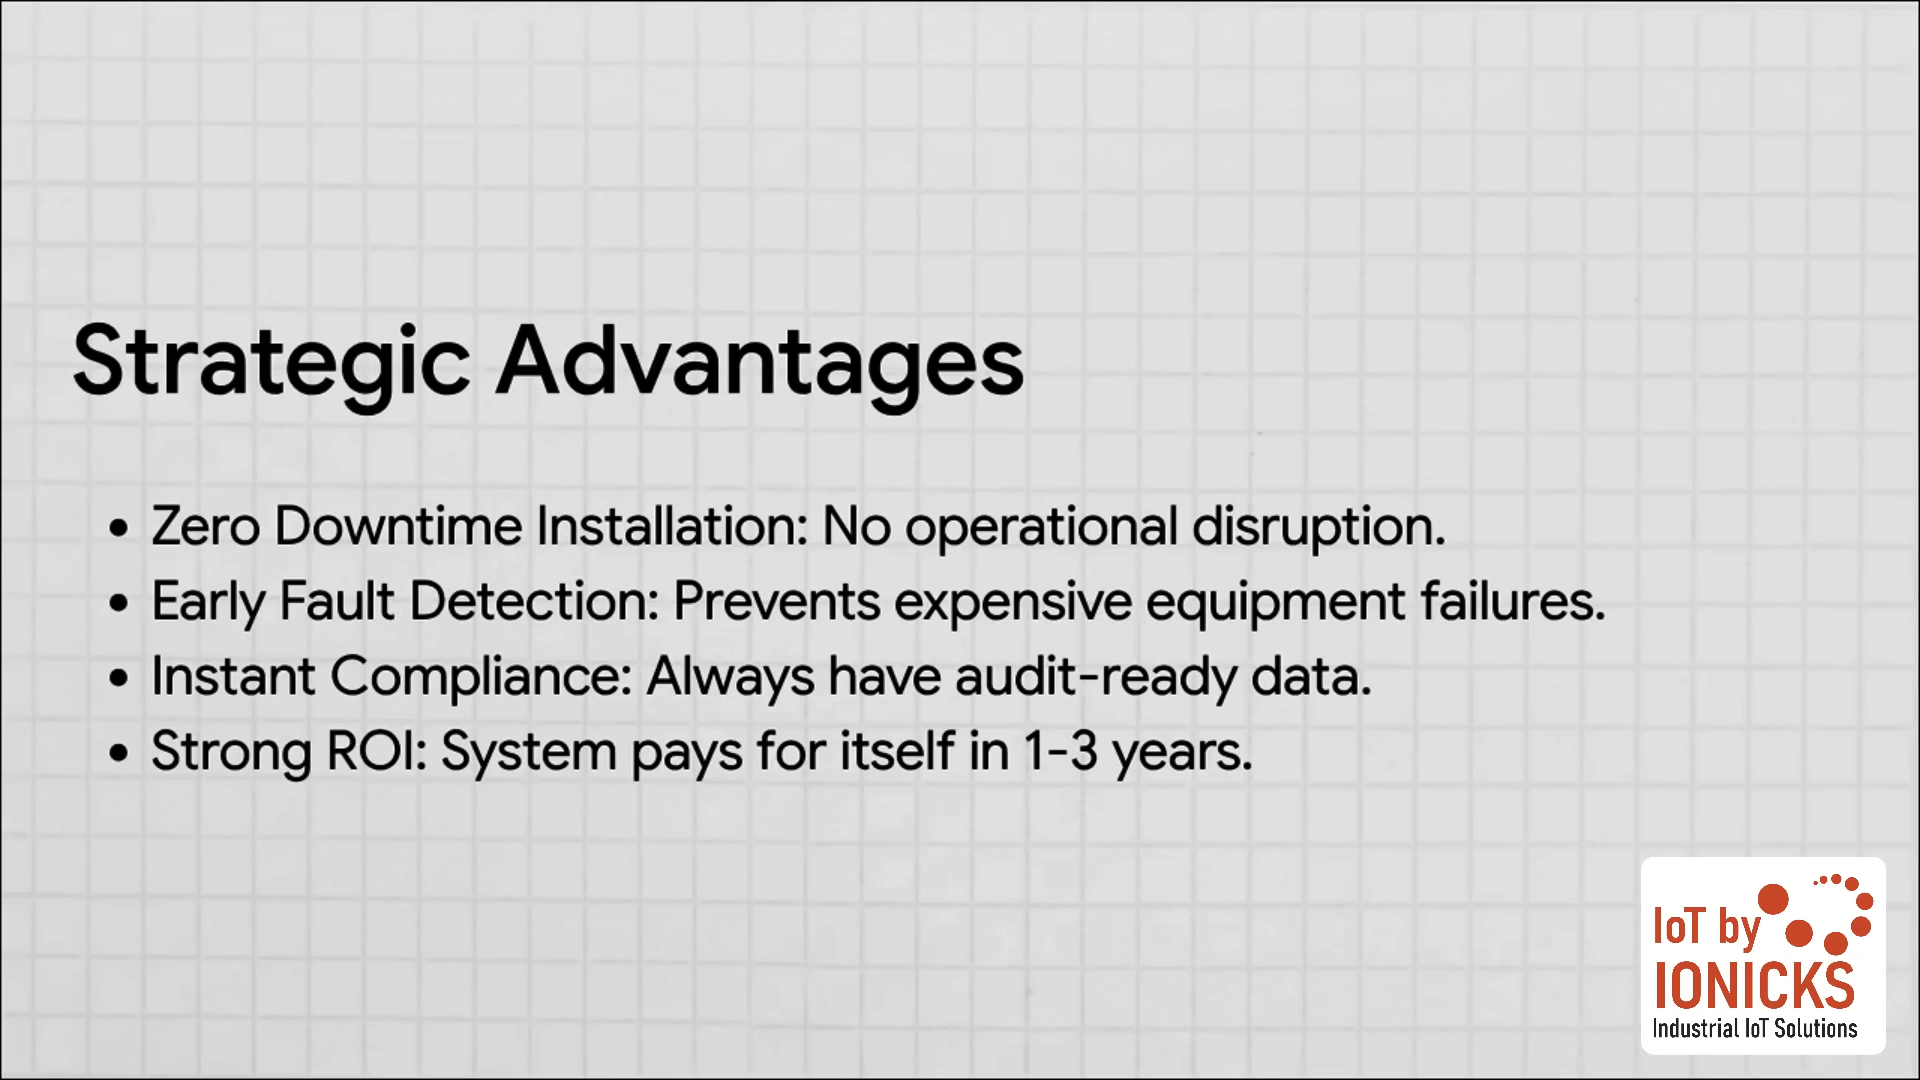 Strategic Advantages
• Zero Downtime Installation: No operational disruption.
• Early Fault Detection: Prevents expensive equipment failures.
• Instant Compliance: Always have audit-ready data.
• Strong ROI: System pays for itself in 1-3 years.
IoT by
IONICKS
Industrial IoT Solutions